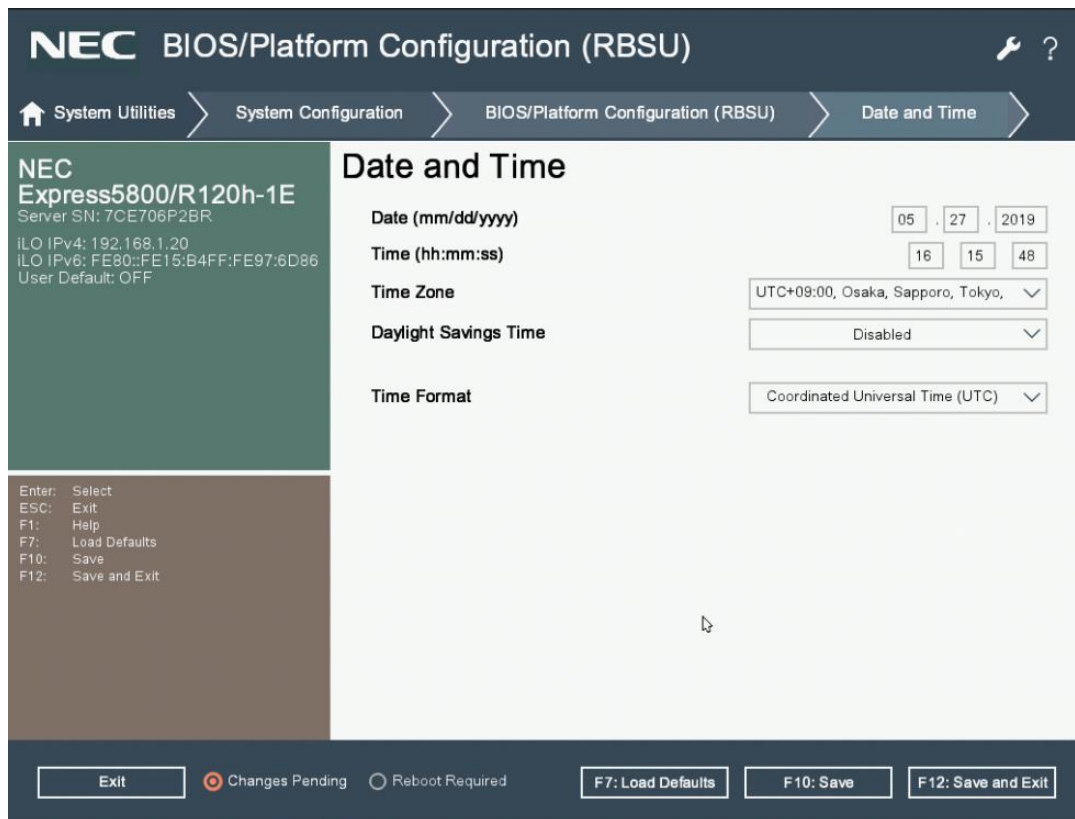 NEC BIOS/Platform Configuration (RBSU) ?
System Utilities System Configuration BIOS/Platform Configuration (RBSU) Date and Time
NEC
Express5800/R120h-1E
Server SN: 7CE706P2BR
iLO IPv4: 192.168.1.20
iLO IPv6: FE80::FE15:B4FF:FE97:6D86
User Default: OFF
Enter: Select
ESC: Exit
F1: Help
F7: Load Defaults
F10: Save
F12: Save and Exit
Date and Time
Date (mm/dd/yyyy) 05 . 27 . 2019
Time (hh:mm:ss) 16 15 48
Time Zone UTC+09:00, Osaka, Sapporo, Tokyo,
Daylight Savings Time Disabled
Time Format Coordinated Universal Time (UTC)
Exit Changes Pending Reboot Required F7: Load Defaults F10: Save F12: Save and Exit